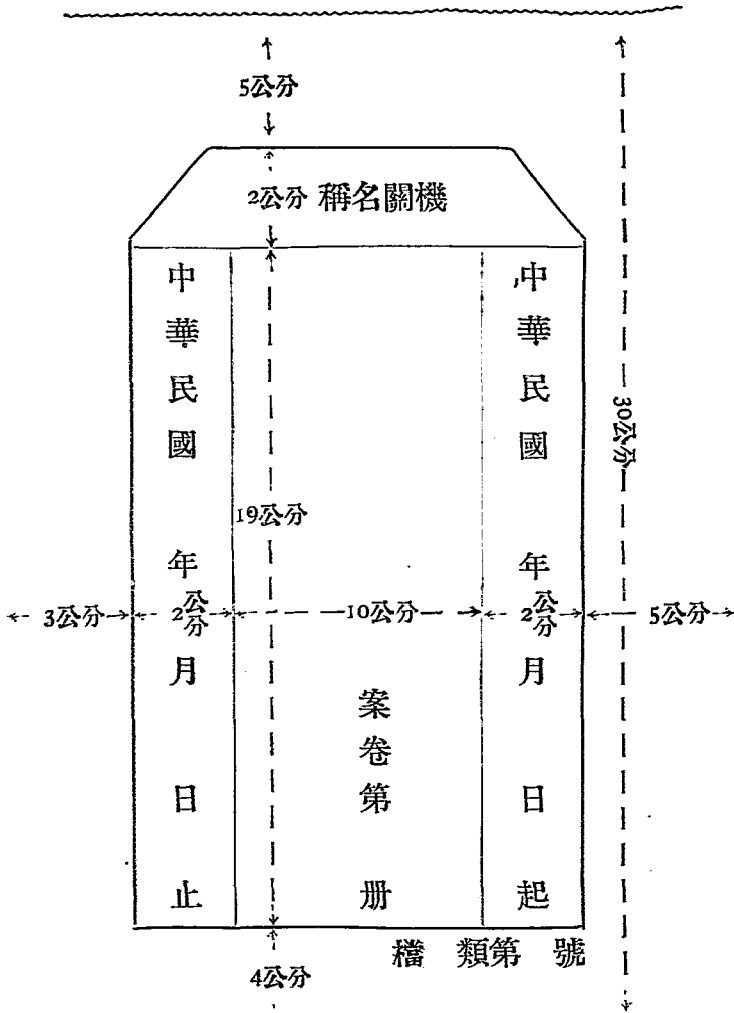 5公分
2公分
機關名稱
30公分
中華民國 年 月 日 起
案卷第 册
中華民國 年 月 日 止
19公分
3公分
2公分
10公分
2公分
5公分
檔 類第 號
4公分